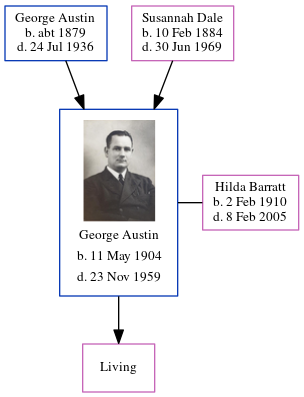 George Austin
b. abt 1879
d. 24 Jul 1936
Susannah Dale
b. 10 Feb 1884
d. 30 Jun 1969
George Austin
b. 11 May 1904
d. 23 Nov 1959
Hilda Barratt
b. 2 Feb 1910
d. 8 Feb 2005
Living